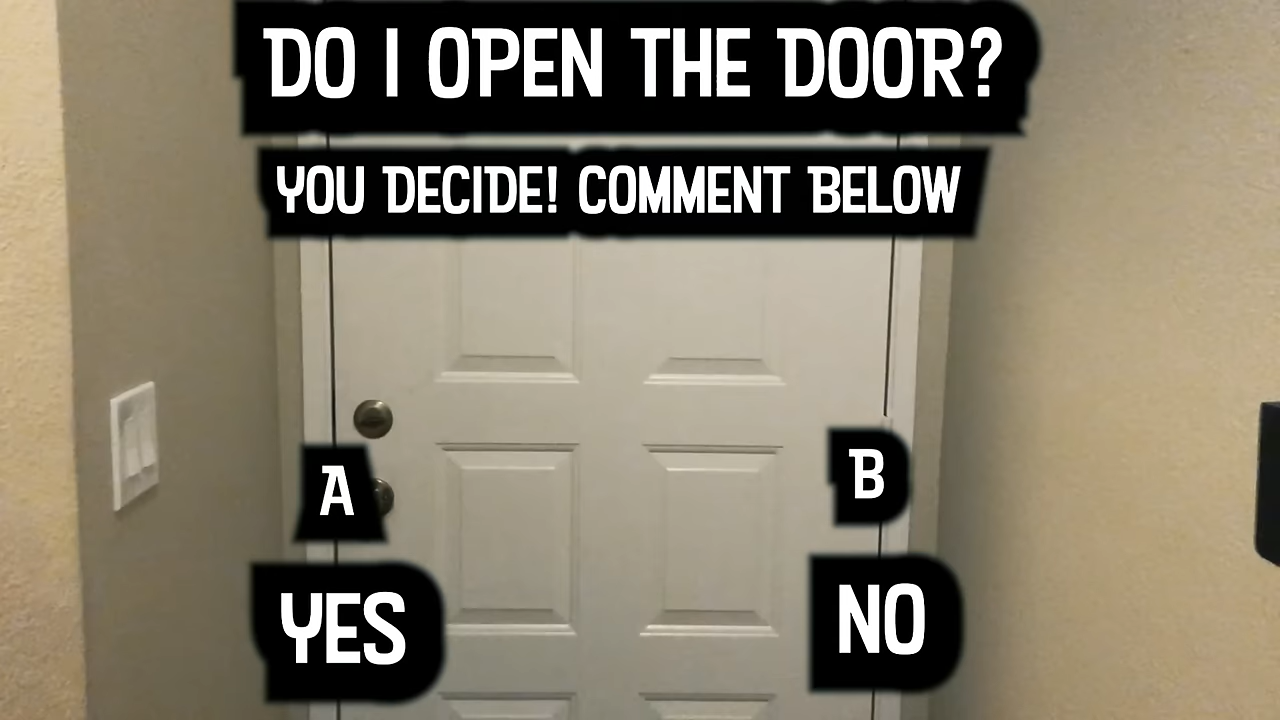 DO I OPEN THE DOOR?
YOU DECIDE! COMMENT BELOW
A
B
YES
NO